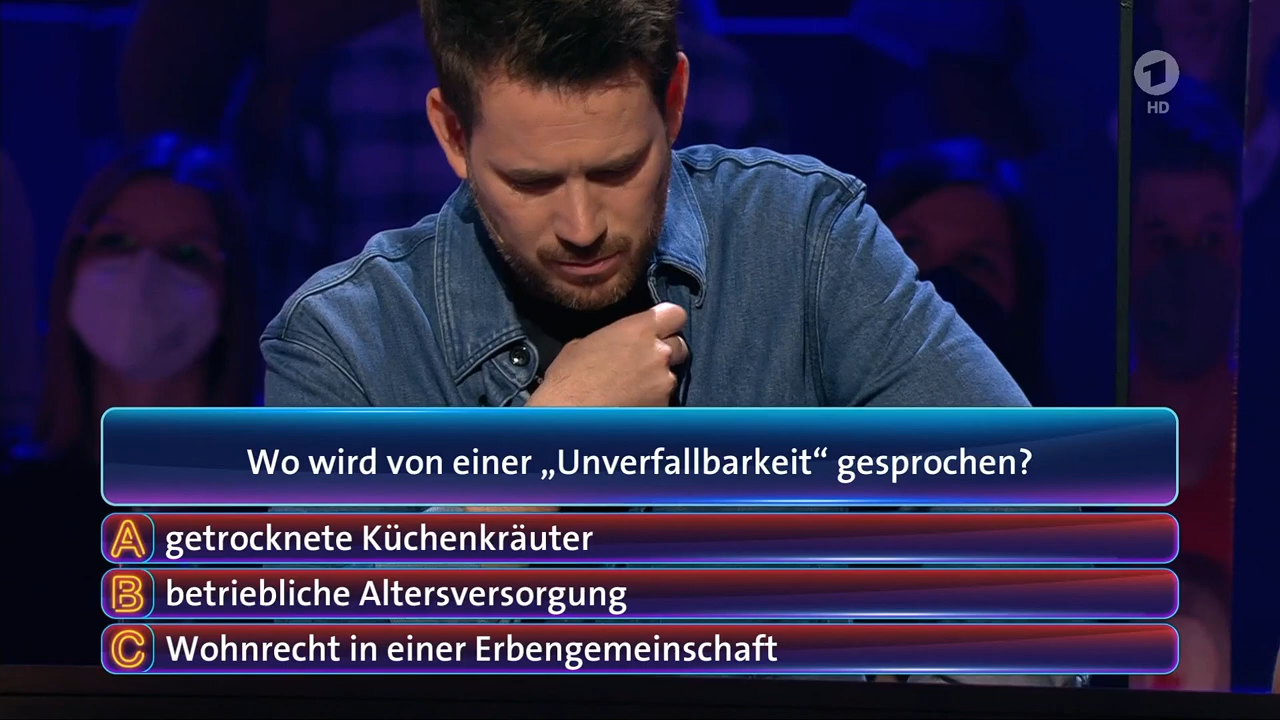 1
HD
Wo wird von einer „Unverfallbarkeit“ gesprochen?
A getrocknete Küchenkräuter
B betriebliche Altersversorgung
C Wohnrecht in einer Erbengemeinschaft